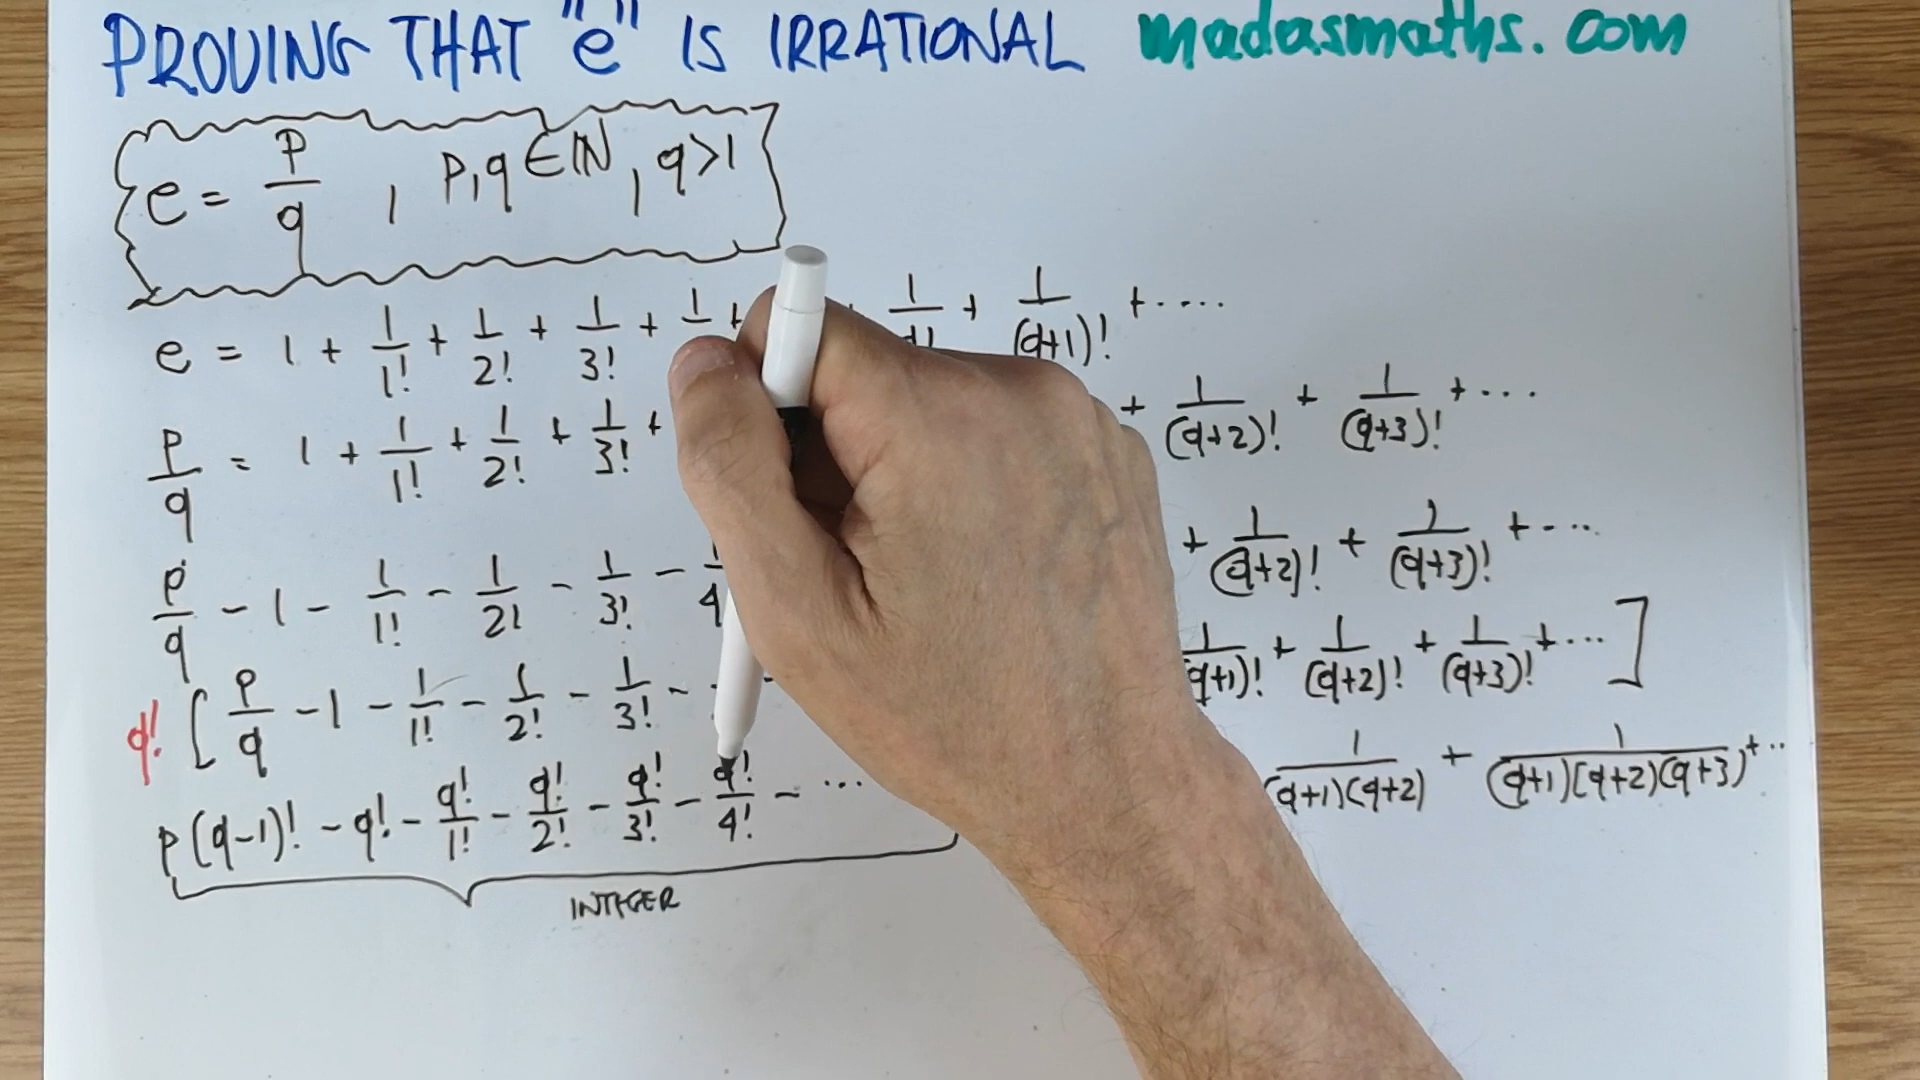 PROVING THAT "e" IS IRRATIONAL madasmaths.com
e = p/q , p,q ∈ ℕ , q>1
e = 1 + 1/1! + 1/2! + 1/3! + 1/ + 1/q! + 1/(q+1)! + ....
p/q = 1 + 1/1! + 1/2! + 1/3! + + 1/(q+2)! + 1/(q+3)! + ...
p/q - 1 - 1/1! - 1/2! - 1/3! - 1/4 + 1/(q+2)! + 1/(q+3)! + ....
q! [ p/q - 1 - 1/1! - 1/2! - 1/3! - - 1/(q+1)! + 1/(q+2)! + 1/(q+3)! + ... ]
p(q-1)! - q! - q!/1! - q!/2! - q!/3! - q!/4! - ... 1/(q+1)(q+2) + 1/(q+1)(q+2)(q+3) + ..
INTEGER